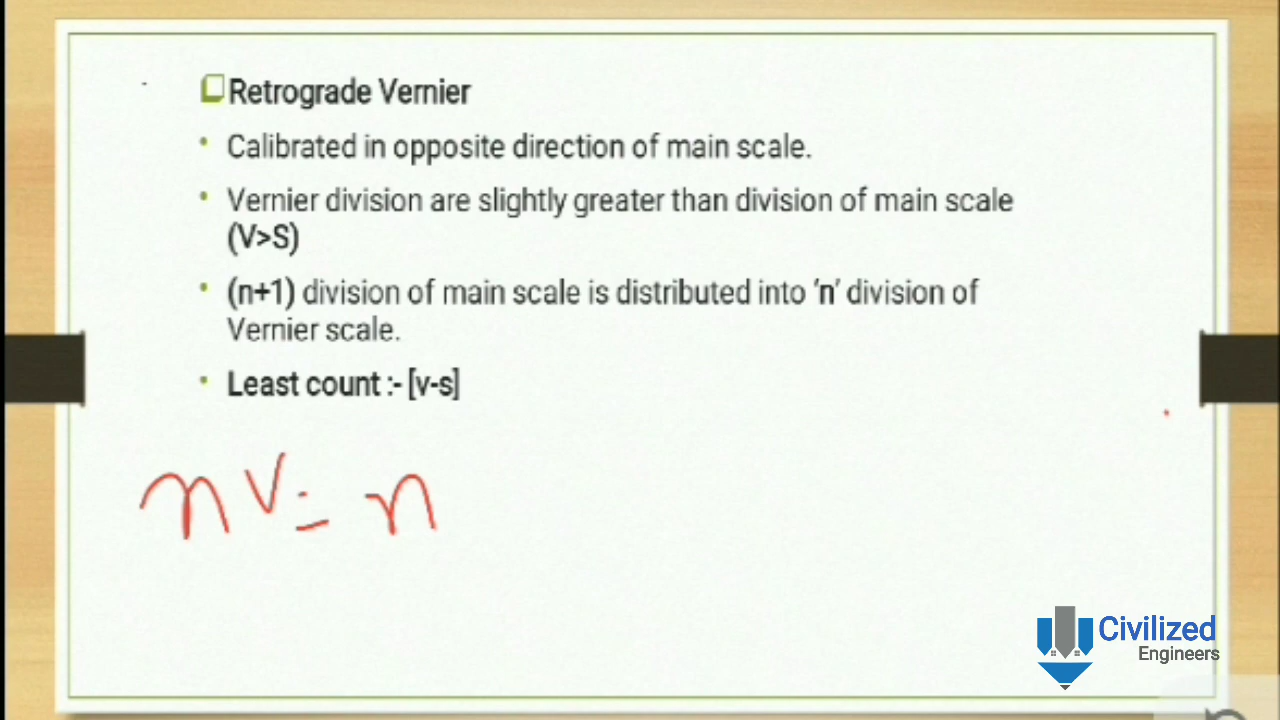 Retrograde Vernier
• Calibrated in opposite direction of main scale.
• Vernier division are slightly greater than division of main scale
(V>S)
• (n+1) division of main scale is distributed into ‘n’ division of
Vernier scale.
• Least count :- [v-s]
nV = n
Civilized
Engineers